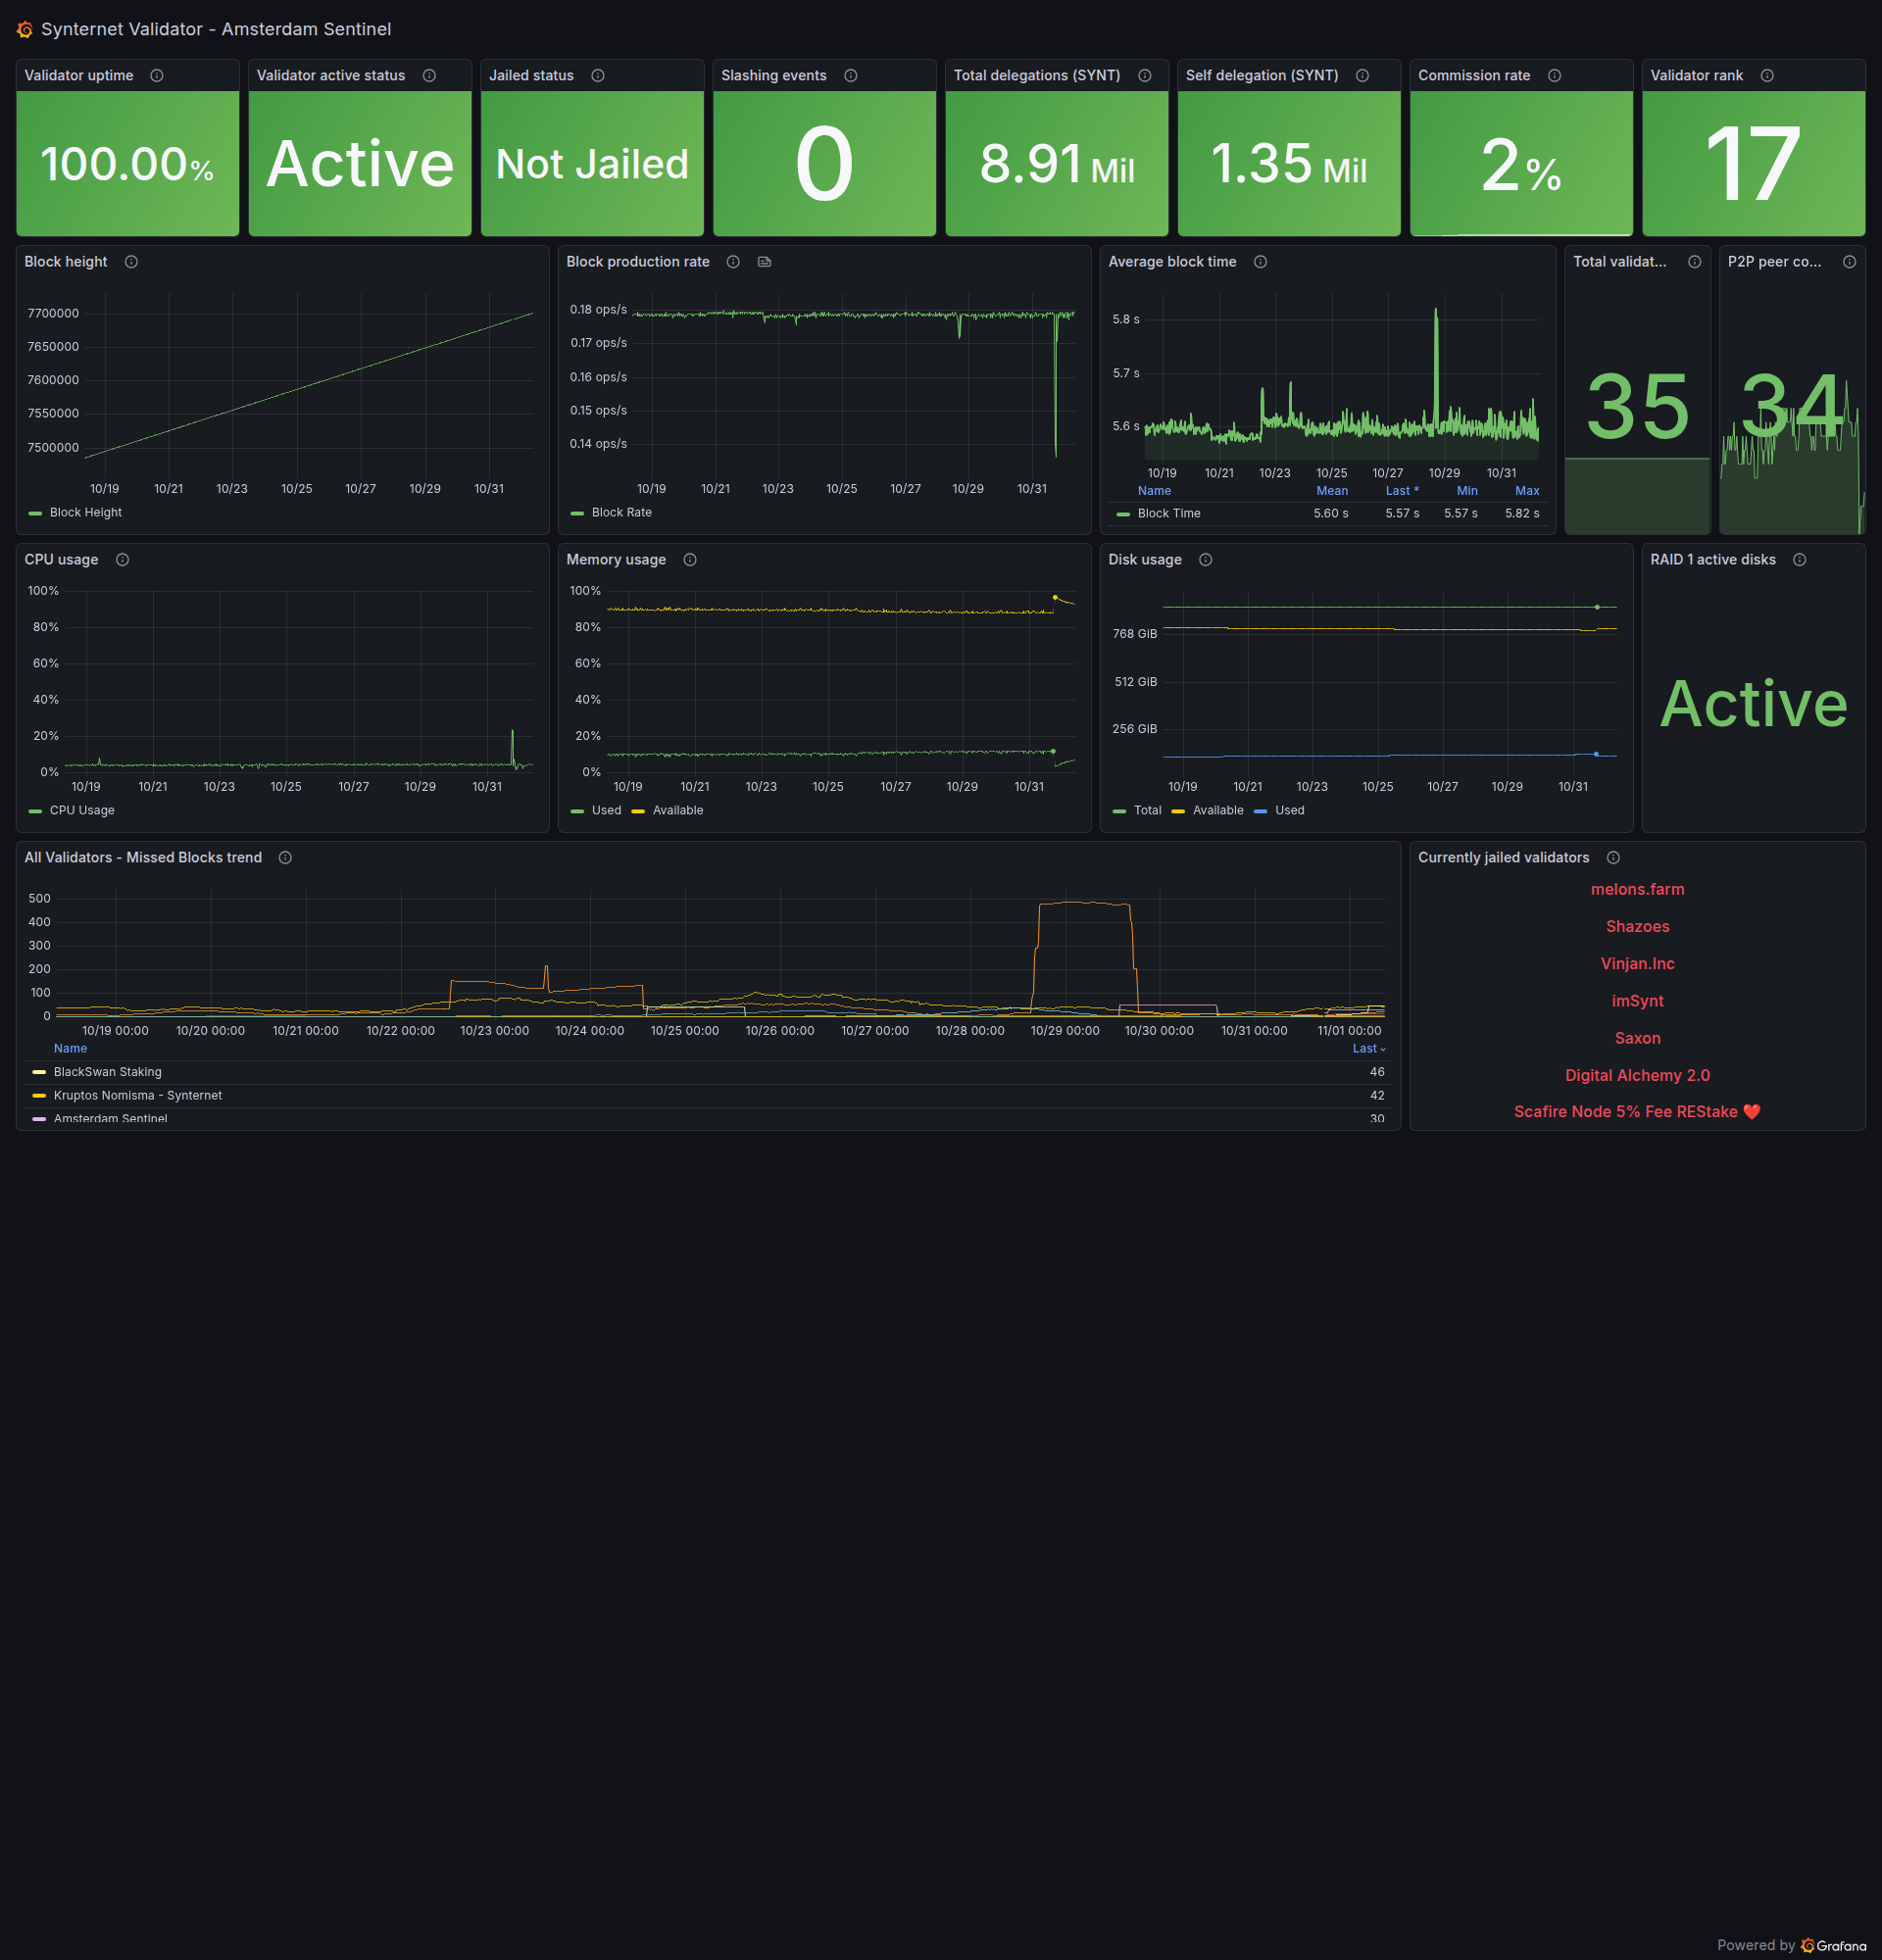 Synternet Validator - Amsterdam Sentinel
Validator uptime
100.00%
Validator active status
Active
Jailed status
Not Jailed
Slashing events
0
Total delegations (SYNT)
8.91 Mil
Self delegation (SYNT)
1.35 Mil
Commission rate
2%
Validator rank
17
Block height
7700000
7650000
7600000
7550000
7500000
10/19 10/21 10/23 10/25 10/27 10/29 10/31
Block Height
Block production rate
0.18 ops/s
0.17 ops/s
0.16 ops/s
0.15 ops/s
0.14 ops/s
10/19 10/21 10/23 10/25 10/27 10/29 10/31
Block Rate
Average block time
5.8 s
5.7 s
5.6 s
10/19 10/21 10/23 10/25 10/27 10/29 10/31
Name Mean Last * Min Max
Block Time 5.60 s 5.57 s 5.57 s 5.82 s
Total validat...
35
P2P peer co...
34
CPU usage
100%
80%
60%
40%
20%
0%
10/19 10/21 10/23 10/25 10/27 10/29 10/31
CPU Usage
Memory usage
100%
80%
60%
40%
20%
0%
10/19 10/21 10/23 10/25 10/27 10/29 10/31
Used Available
Disk usage
768 GiB
512 GiB
256 GiB
10/19 10/21 10/23 10/25 10/27 10/29 10/31
Total Available Used
RAID 1 active disks
Active
All Validators - Missed Blocks trend
500
400
300
200
100
0
10/19 00:00 10/20 00:00 10/21 00:00 10/22 00:00 10/23 00:00 10/24 00:00 10/25 00:00 10/26 00:00 10/27 00:00 10/28 00:00 10/29 00:00 10/30 00:00 10/31 00:00 11/01 00:00
Name Last
BlackSwan Staking 46
Kruptos Nomisma - Synternet 42
Amsterdam Sentinel 30
Currently jailed validators
melons.farm
Shazoes
Vinjan.Inc
imSynt
Saxon
Digital Alchemy 2.0
Scafire Node 5% Fee REStake ❤️
Powered by Grafana